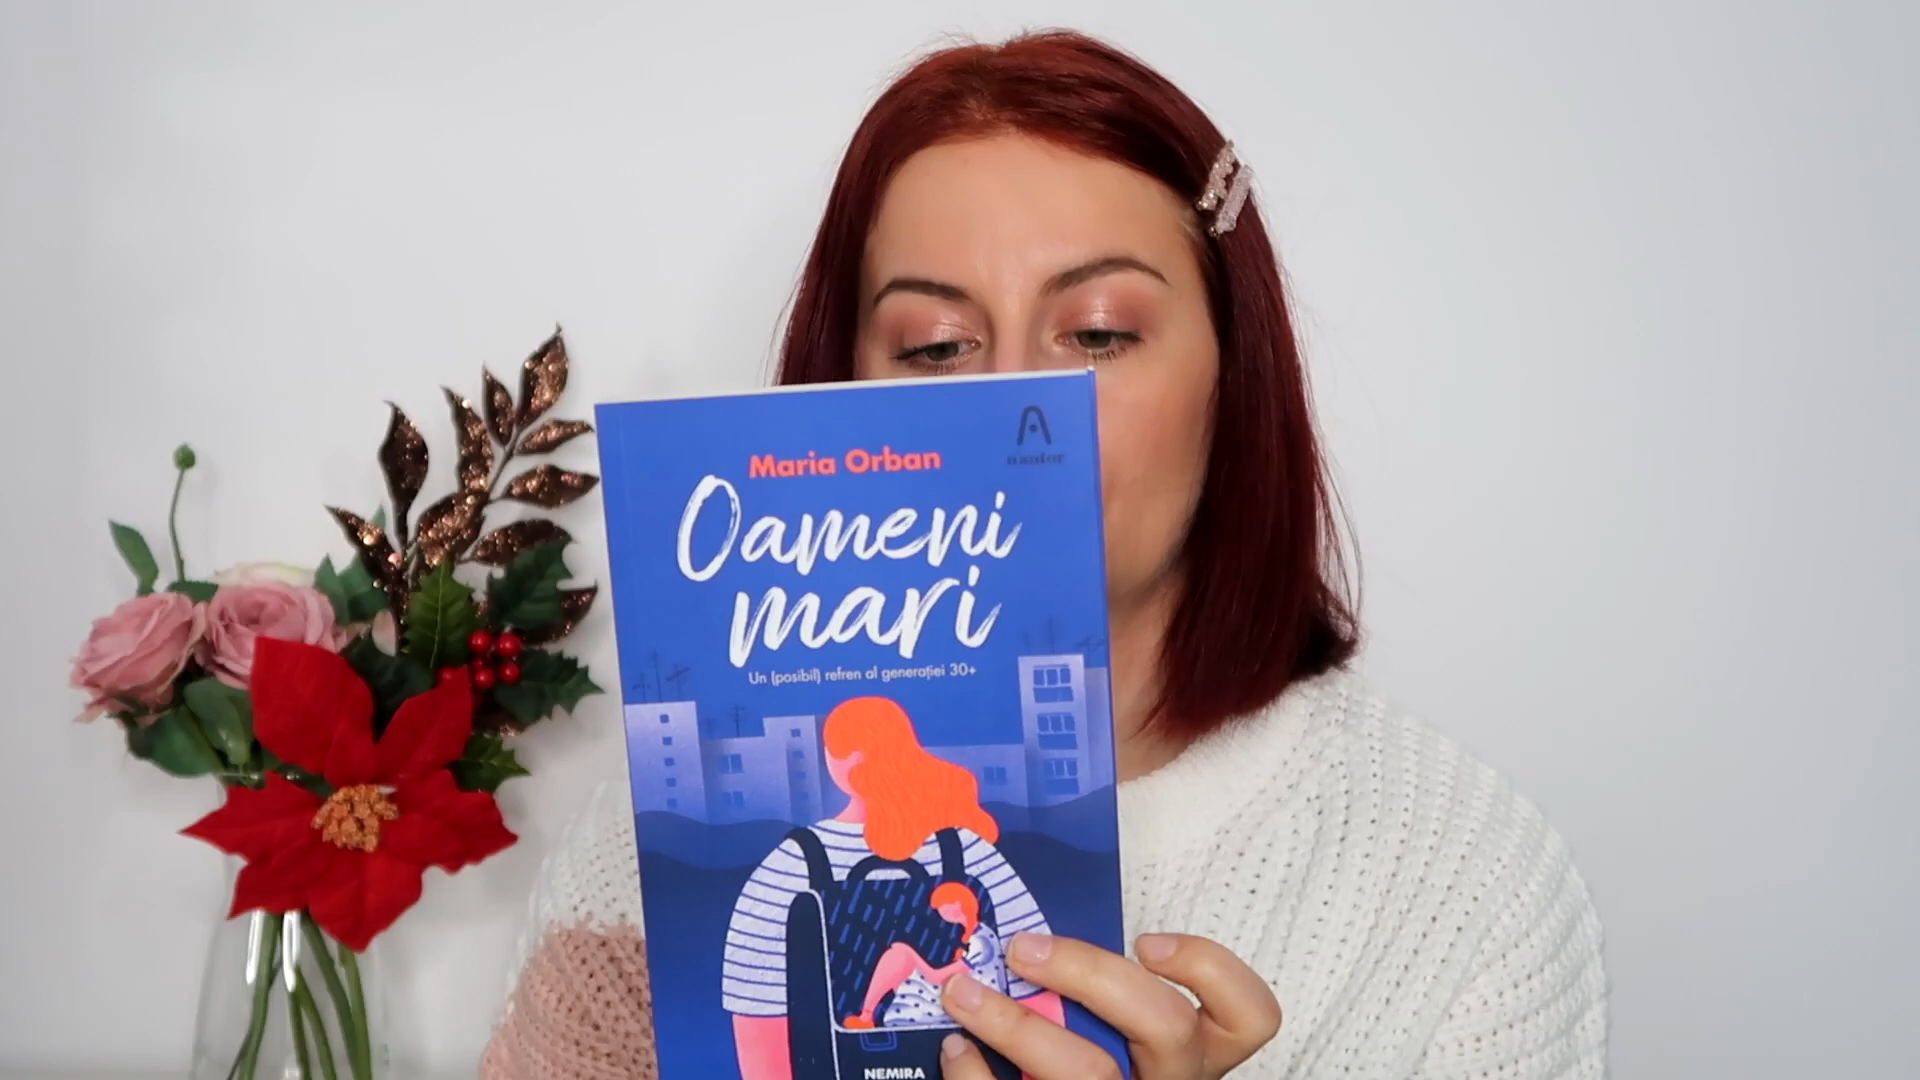 Maria Orban
Oameni
mari
Un (posibil) refren al generației 30+
NEMIRA